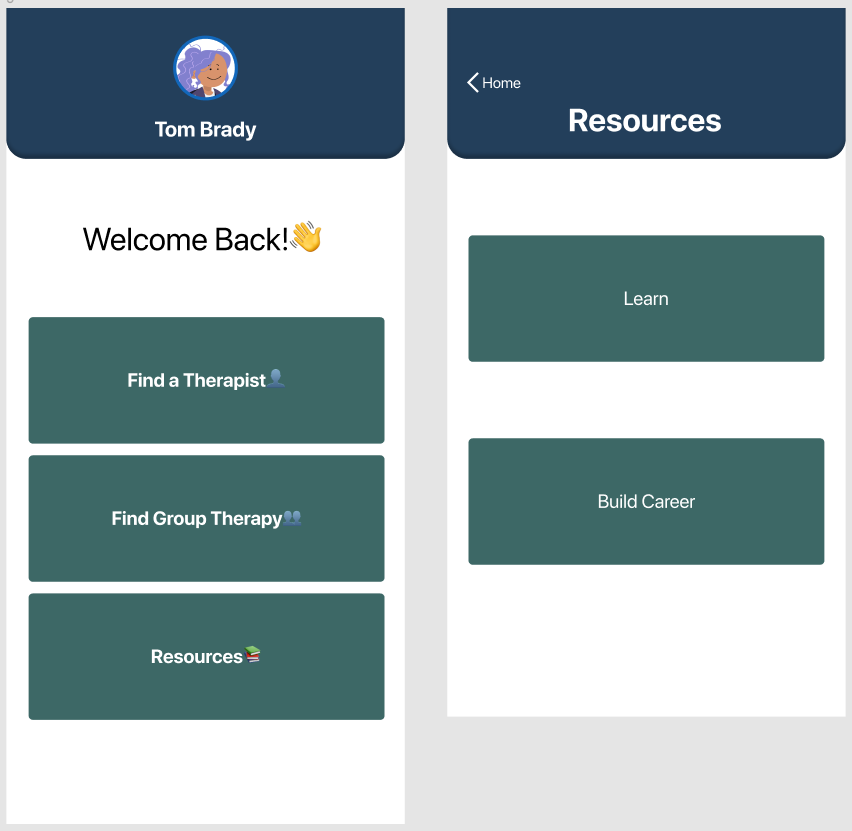 Tom Brady
Welcome Back!👋
Find a Therapist👤
Find Group Therapy👥
Resources📚
Home
Resources
Learn
Build Career